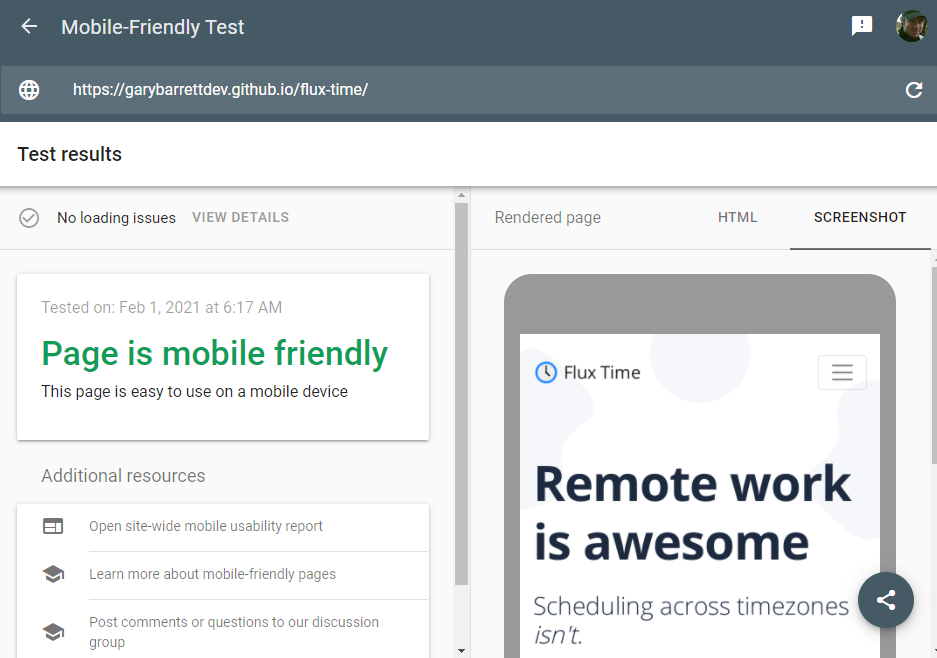 Mobile-Friendly Test
https://garybarrettdev.github.io/flux-time/
Test results
No loading issues VIEW DETAILS
Rendered page HTML SCREENSHOT
Tested on: Feb 1, 2021 at 6:17 AM
Page is mobile friendly
This page is easy to use on a mobile device
Additional resources
Open site-wide mobile usability report
Learn more about mobile-friendly pages
Post comments or questions to our discussion
group
Flux Time
Remote work
is awesome
Scheduling across timezones
isn't.